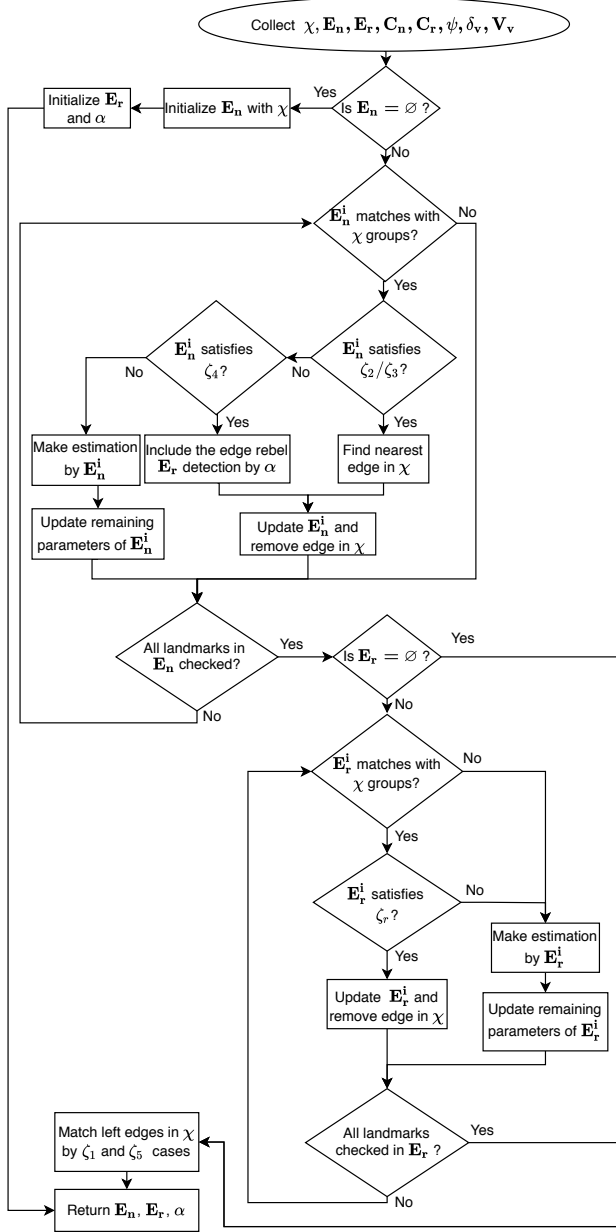 Collect χ, E_n, E_r, C_n, C_r, ψ, δ_v, V_v
Is E_n = ∅ ?
Yes
Initialize E_n with χ
Initialize E_r
and α
No
E_n^i matches with
χ groups?
No
Yes
E_n^i satisfies
ζ_2/ζ_3?
No
E_n^i satisfies
ζ_4?
No
Yes
Yes
Make estimation
by E_n^i
Include the edge rebel
E_r detection by α
Find nearest
edge in χ
Update remaining
parameters of E_n^i
Update E_n^i and
remove edge in χ
All landmarks in
E_n checked?
Yes
No
Is E_r = ∅ ?
Yes
No
E_r^i matches with
χ groups?
No
Yes
E_r^i satisfies
ζ_r?
No
Yes
Make estimation
by E_r^i
Update E_r^i and
remove edge in χ
Update remaining
parameters of E_r^i
All landmarks
checked in E_r ?
Yes
No
Match left edges in χ
by ζ_1 and ζ_5 cases
Return E_n, E_r, α